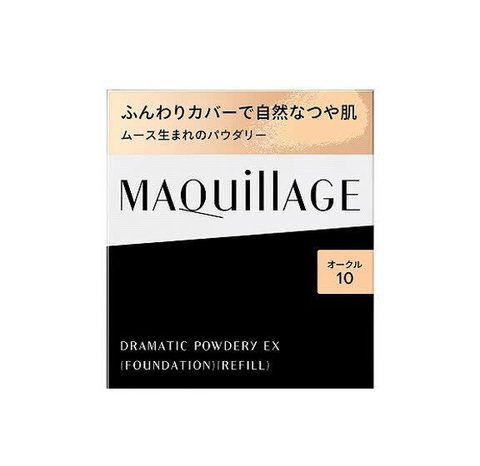 ふんわりカバーで自然なつや肌
ムース生まれのパウダリー
MAQuillAGE
オークル
10
DRAMATIC POWDERY EX
(FOUNDATION)(REFILL)